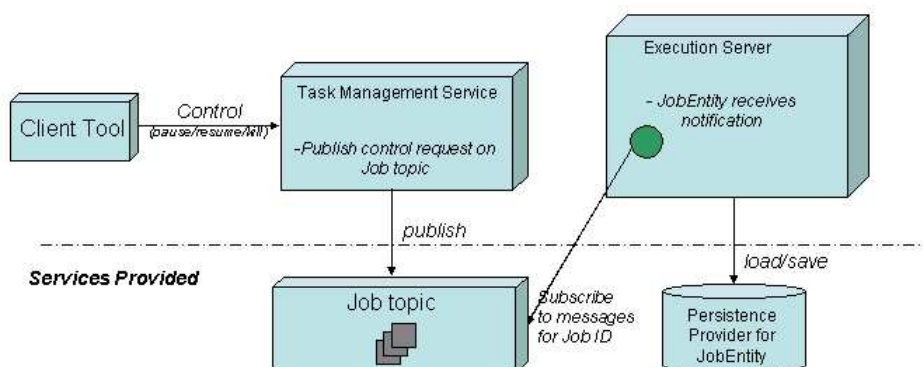 Execution Server
Task Management Service
Control
(pause/resume/kill)
Client Tool
- JobEntity receives
notification
-Publish control request on
Job topic
publish
Services Provided
load/save
Job topic
Subscribe
to messages
for Job ID
Persistence
Provider for
JobEntity